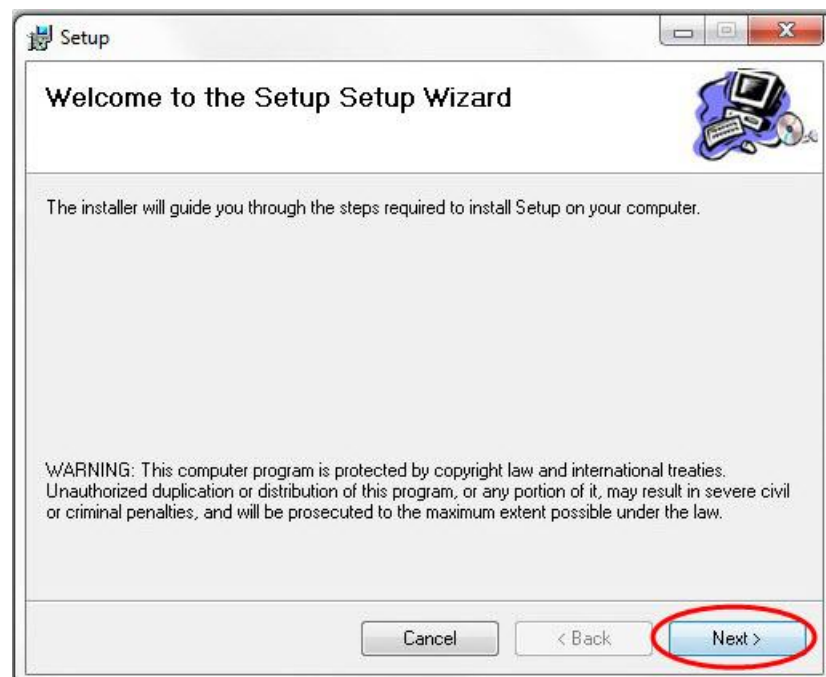 Setup
Welcome to the Setup Setup Wizard
The installer will guide you through the steps required to install Setup on your computer.
WARNING: This computer program is protected by copyright law and international treaties.
Unauthorized duplication or distribution of this program, or any portion of it, may result in severe civil
or criminal penalties, and will be prosecuted to the maximum extent possible under the law.
Cancel
< Back
Next >